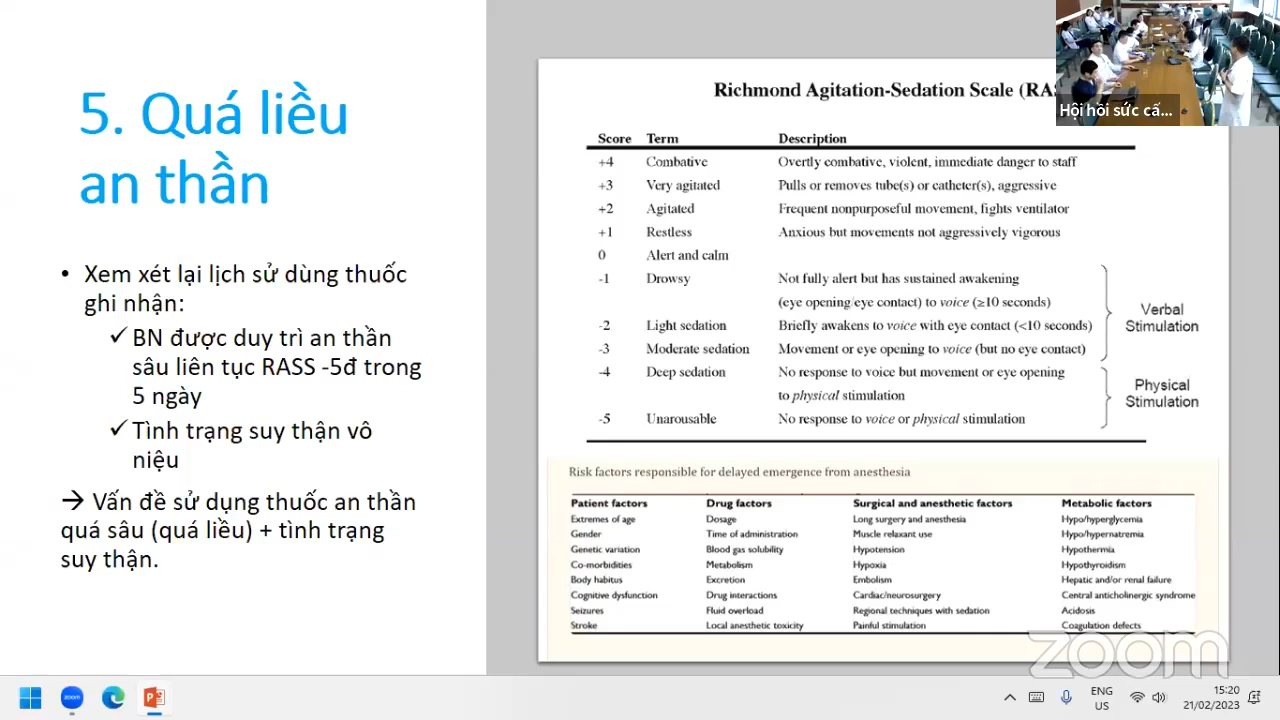 5. Quá liều
an thần
• Xem xét lại lịch sử dùng thuốc
ghi nhận:
✓ BN được duy trì an thần
sâu liên tục RASS -5đ trong
5 ngày
✓ Tình trạng suy thận vô
niệu
→ Vấn đề sử dụng thuốc an thần
quá sâu (quá liều) + tình trạng
suy thận.
Richmond Agitation-Sedation Scale (RAS
Score Term Description
+4 Combative Overtly combative, violent, immediate danger to staff
+3 Very agitated Pulls or removes tube(s) or catheter(s), aggressive
+2 Agitated Frequent nonpurposeful movement, fights ventilator
+1 Restless Anxious but movements not aggressively vigorous
0 Alert and calm
-1 Drowsy Not fully alert but has sustained awakening
(eye opening/eye contact) to voice (≥10 seconds)
-2 Light sedation Briefly awakens to voice with eye contact (<10 seconds)
-3 Moderate sedation Movement or eye opening to voice (but no eye contact)
Verbal
Stimulation
-4 Deep sedation No response to voice but movement or eye opening
to physical stimulation
-5 Unarousable No response to voice or physical stimulation
Physical
Stimulation
Risk factors responsible for delayed emergence from anesthesia
Patient factors Drug factors Surgical and anesthetic factors Metabolic factors
Extremes of age Dosage Long surgery and anesthesia Hypo/hyperglycemia
Gender Time of administration Muscle relaxant use Hypo/hypernatremia
Genetic variation Blood gas solubility Hypotension Hypothermia
Co-morbidities Metabolism Hypoxia Hypothyroidism
Body habitus Excretion Embolism Hepatic and/or renal failure
Cognitive dysfunction Drug interactions Cardiac/neurosurgery Central anticholinergic syndrome
Seizures Fluid overload Regional techniques with sedation Acidosis
Stroke Local anesthetic toxicity Painful stimulation Coagulation defects
Hội hồi sức cấ...
zoom
zoom
ENG
US
15:20
21/02/2023